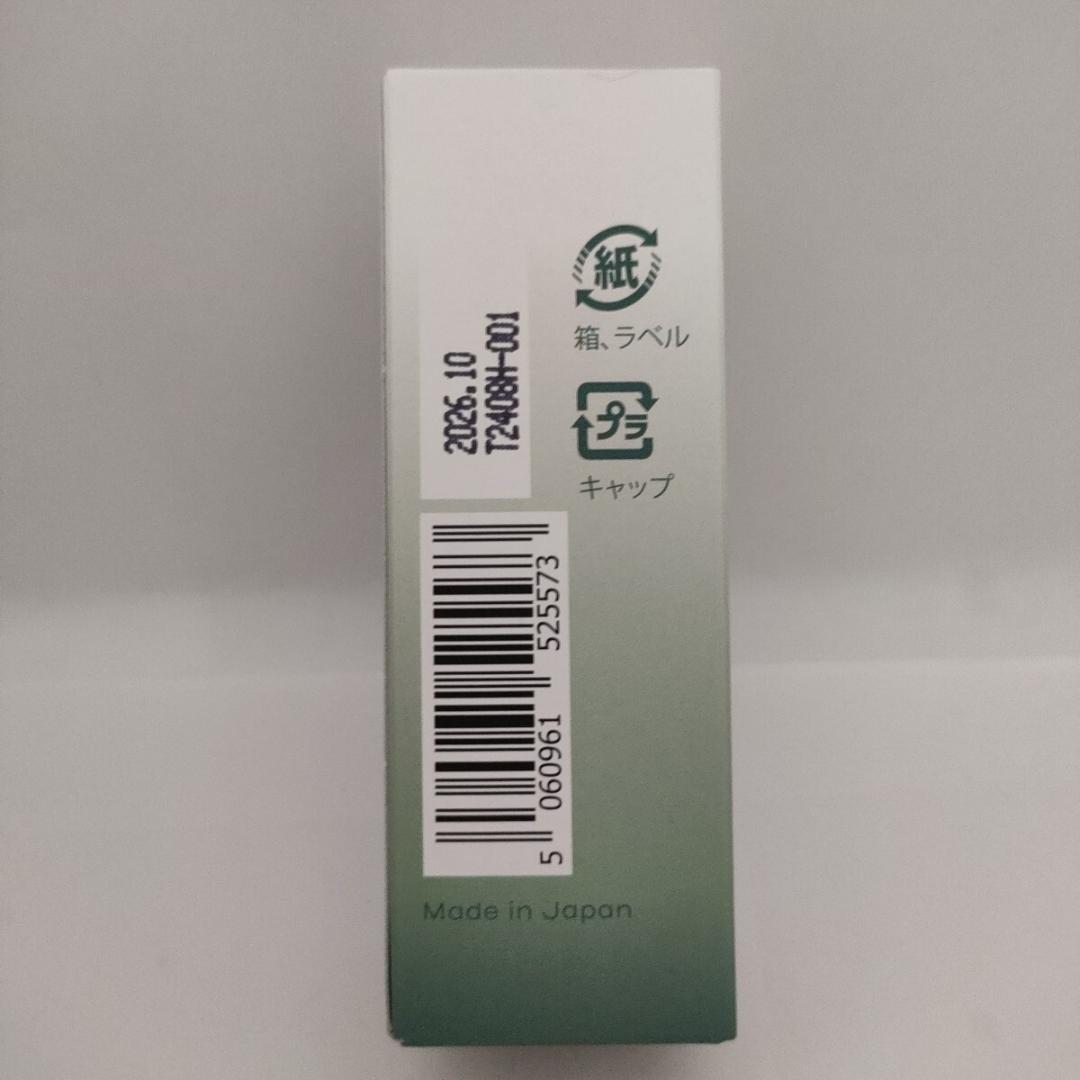 紙
箱、ラベル
プラ
キャップ
2026.10
T2408H-001
5 060961 525573
Made in Japan